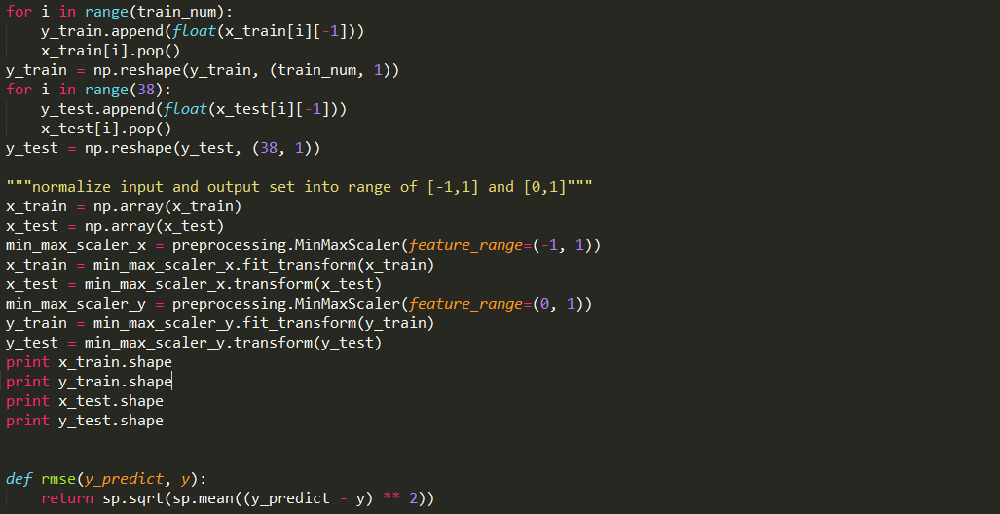 for i in range(train_num):
    y_train.append(float(x_train[i][-1]))
    x_train[i].pop()
y_train = np.reshape(y_train, (train_num, 1))
for i in range(38):
    y_test.append(float(x_test[i][-1]))
    x_test[i].pop()
y_test = np.reshape(y_test, (38, 1))
"""normalize input and output set into range of [-1,1] and [0,1]"""
x_train = np.array(x_train)
x_test = np.array(x_test)
min_max_scaler_x = preprocessing.MinMaxScaler(feature_range=(-1, 1))
x_train = min_max_scaler_x.fit_transform(x_train)
x_test = min_max_scaler_x.transform(x_test)
min_max_scaler_y = preprocessing.MinMaxScaler(feature_range=(0, 1))
y_train = min_max_scaler_y.fit_transform(y_train)
y_test = min_max_scaler_y.transform(y_test)
print x_train.shape
print y_train.shape
print x_test.shape
print y_test.shape
def rmse(y_predict, y):
    return sp.sqrt(sp.mean((y_predict - y) ** 2))